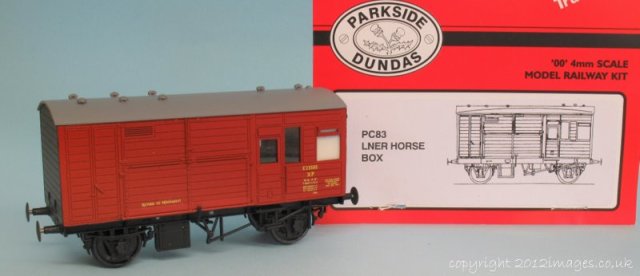 PARKSIDE
DUNDAS
'00' 4mm SCALE
MODEL RAILWAY KIT
PC83
LNER HORSE
BOX
copyright 2012images.co.uk